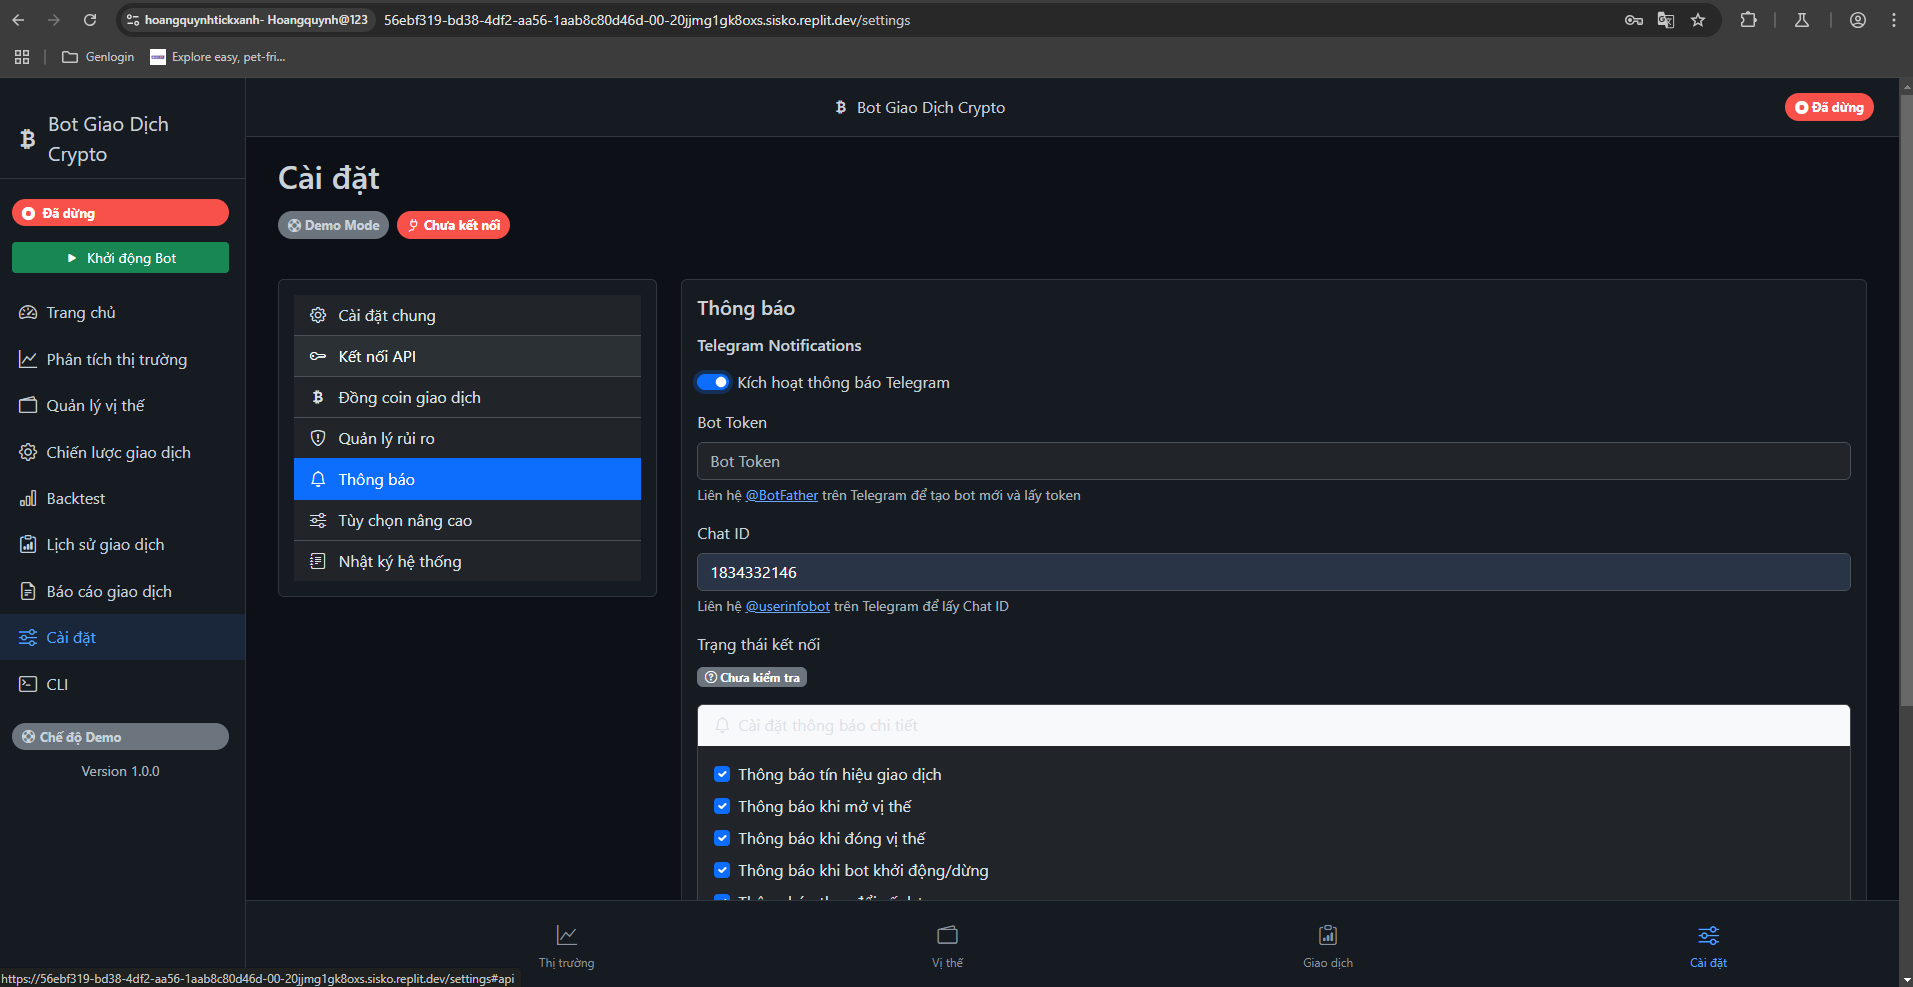 hoangquynhtickxanh- Hoangquynh@123
56ebf319-bd38-4df2-aa56-1aab8c80d46d-00-20jjmg1gk8oxs.sisko.replit.dev/settings
Genlogin
Explore easy, pet-fri...
Bot Giao Dịch
Crypto
Đã dừng
Khởi động Bot
Trang chủ
Phân tích thị trường
Quản lý vị thế
Chiến lược giao dịch
Backtest
Lịch sử giao dịch
Báo cáo giao dịch
Cài đặt
CLI
Chế độ Demo
Version 1.0.0
Bot Giao Dịch Crypto
Đã dừng
Cài đặt
Demo Mode
Chưa kết nối
Cài đặt chung
Kết nối API
Đồng coin giao dịch
Quản lý rủi ro
Thông báo
Tùy chọn nâng cao
Nhật ký hệ thống
Thông báo
Telegram Notifications
Kích hoạt thông báo Telegram
Bot Token
Bot Token
Liên hệ @BotFather trên Telegram để tạo bot mới và lấy token
Chat ID
1834332146
Liên hệ @userinfobot trên Telegram để lấy Chat ID
Trạng thái kết nối
Chưa kiểm tra
Cài đặt thông báo chi tiết
Thông báo tín hiệu giao dịch
Thông báo khi mở vị thế
Thông báo khi đóng vị thế
Thông báo khi bot khởi động/dừng
Thị trường
Vị thế
Giao dịch
Cài đặt
https://56ebf319-bd38-4df2-aa56-1aab8c80d46d-00-20jjmg1gk8oxs.sisko.replit.dev/settings#api